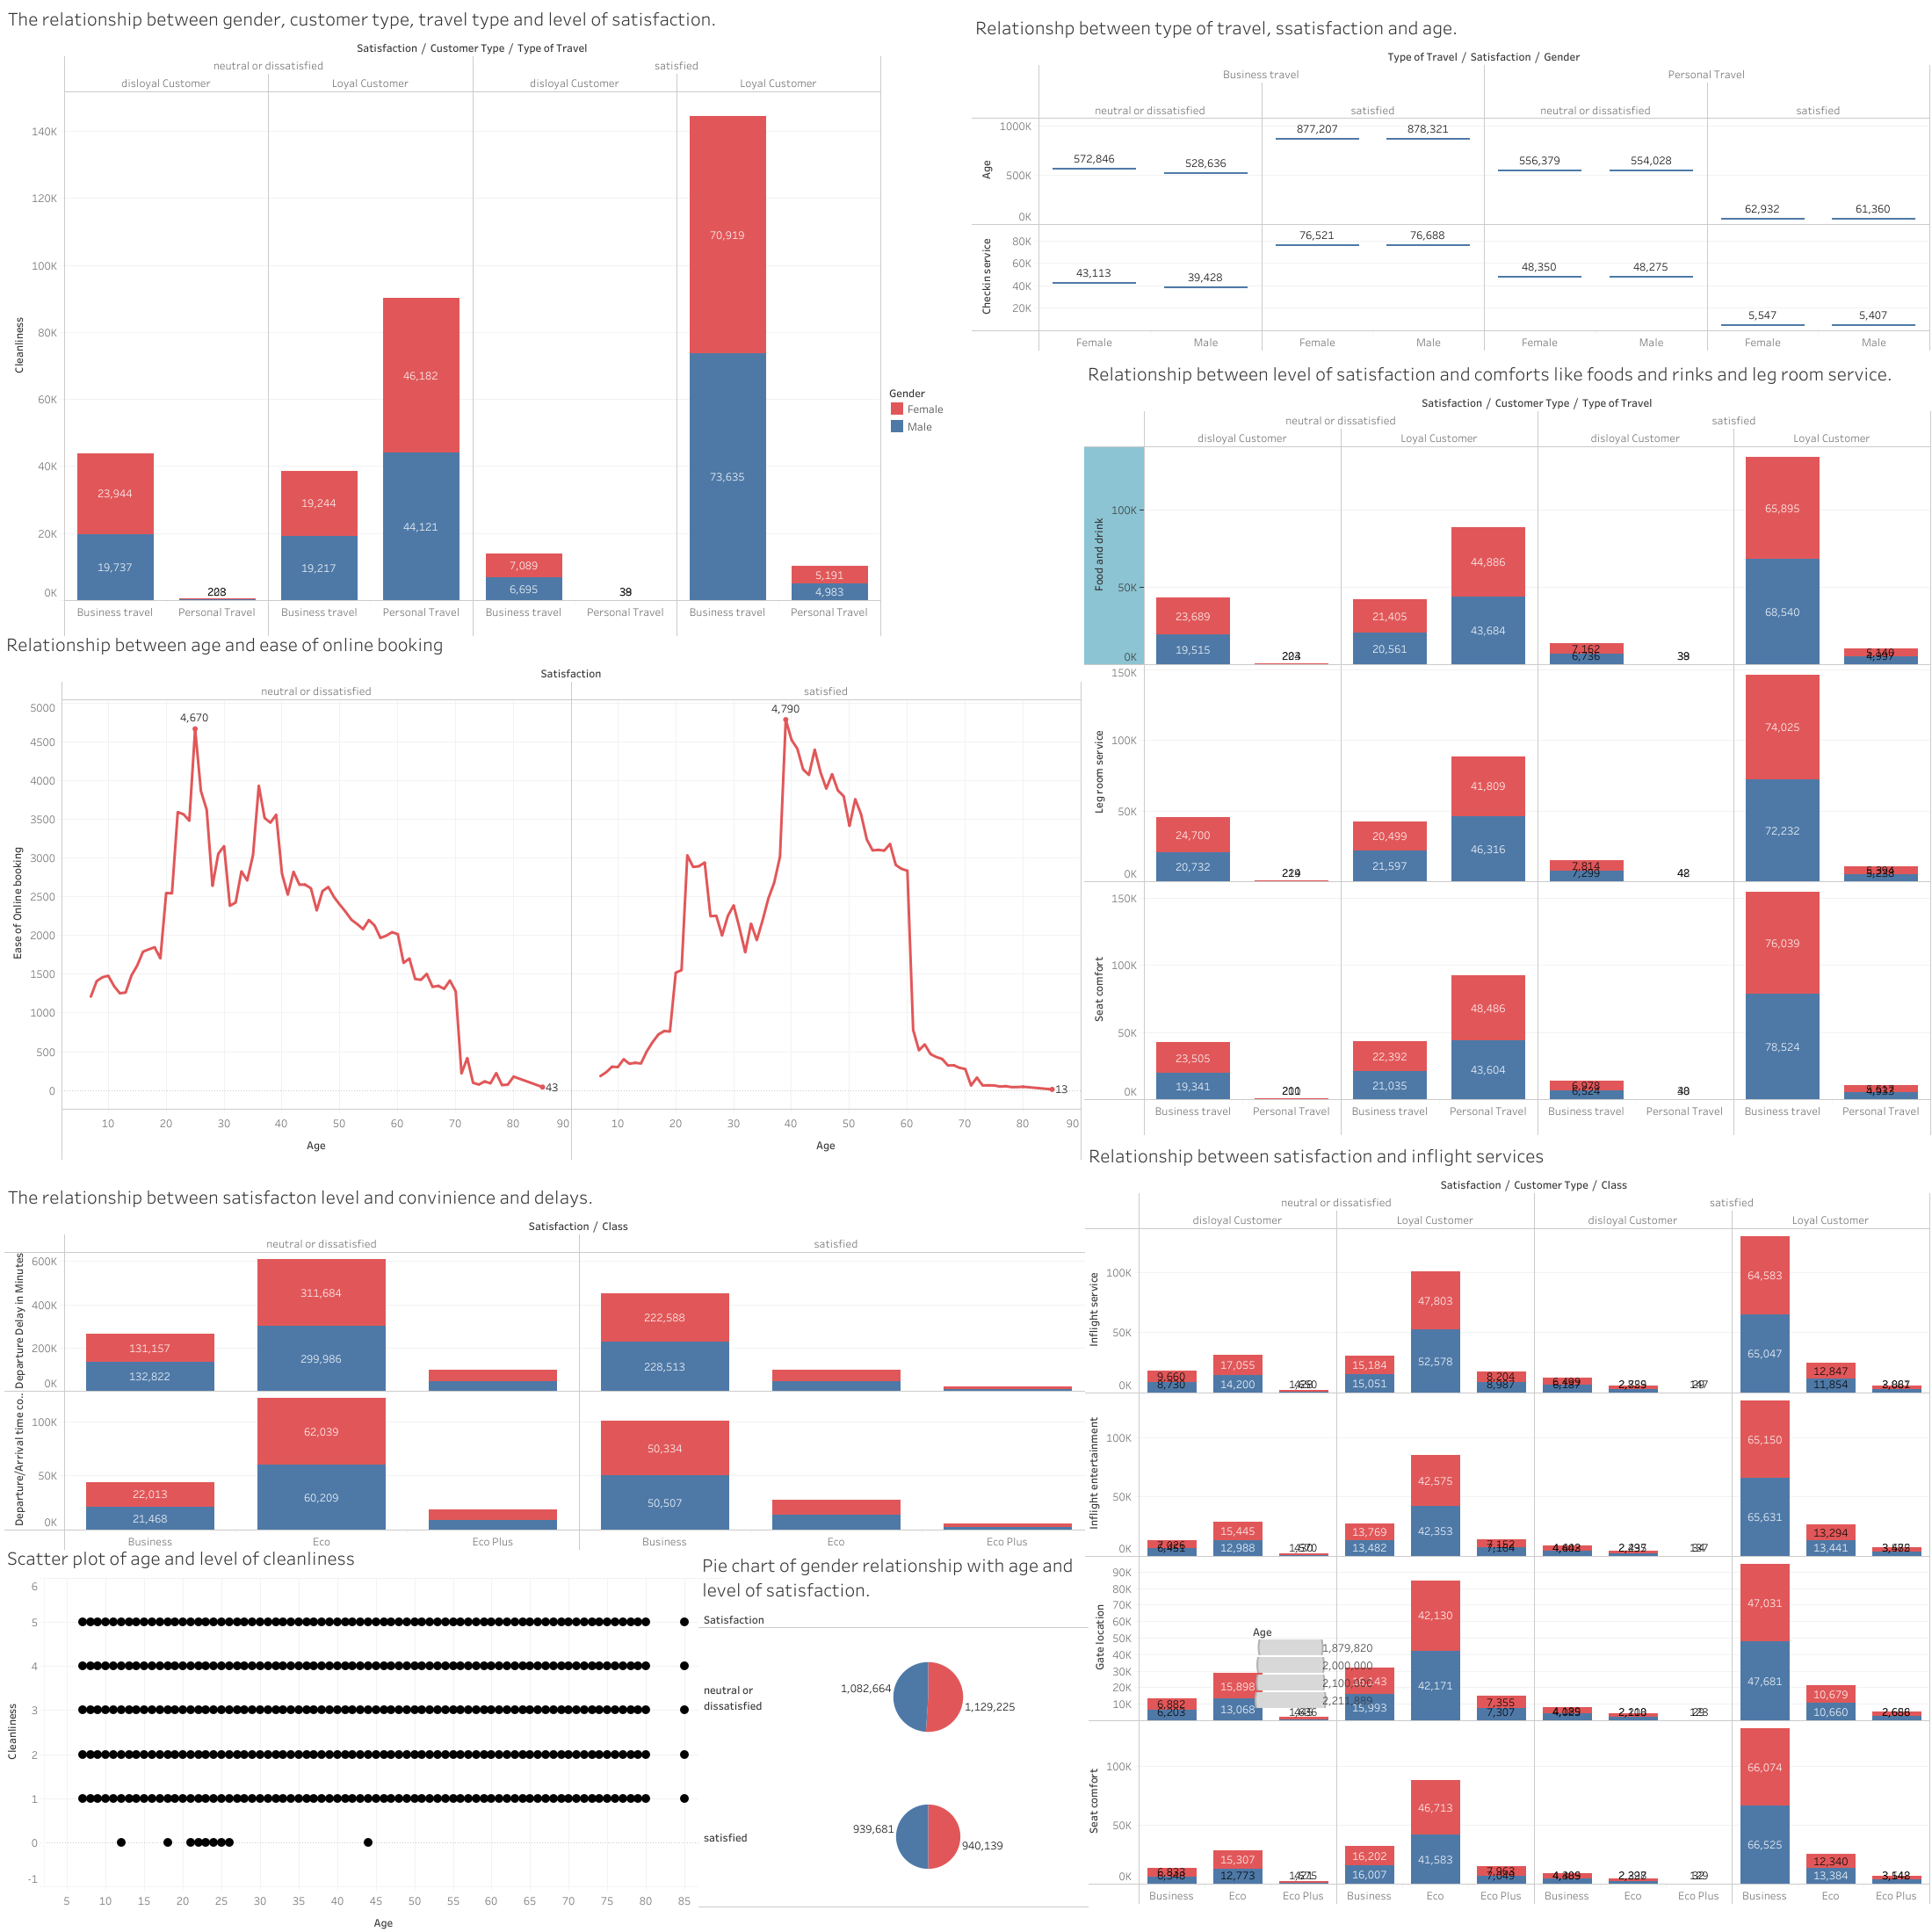 The relationship between gender, customer type, travel type and level of satisfaction.
Satisfaction / Customer Type / Type of Travel
neutral or dissatisfied satisfied
disloyal Customer Loyal Customer disloyal Customer Loyal Customer
140K
120K
100K
80K
60K
40K
20K
0K
Cleanliness
70,919
73,635
46,182
44,121
23,944
19,737
19,244
19,217
7,089
6,695
5,191
4,983
Business travel Personal Travel Business travel Personal Travel Business travel Personal Travel Business travel Personal Travel
Gender
Female
Male
Relationshp between type of travel, ssatisfaction and age.
Type of Travel / Satisfaction / Gender
Business travel Personal Travel
neutral or dissatisfied satisfied neutral or dissatisfied satisfied
Age
1000K
500K
0K
572,846 528,636 877,207 878,321 556,379 554,028 62,932 61,360
Checkin service
80K
60K
40K
20K
43,113 39,428 76,521 76,688 48,350 48,275 5,547 5,407
Female Male Female Male Female Male Female Male
Relationship between level of satisfaction and comforts like foods and rinks and leg room service.
Satisfaction / Customer Type / Type of Travel
neutral or dissatisfied satisfied
disloyal Customer Loyal Customer disloyal Customer Loyal Customer
Food and drink
100K
50K
0K
23,689 21,405 44,886 65,895
19,515 20,561 43,684 68,540
Leg room service
150K
100K
50K
0K
24,700 20,499 41,809 74,025
20,732 21,597 46,316 72,232
Seat comfort
150K
100K
50K
0K
23,505 22,392 48,486 76,039
19,341 21,035 43,604 78,524
Business travel Personal Travel Business travel Personal Travel Business travel Personal Travel Business travel Personal Travel
Relationship between age and ease of online booking
Satisfaction
neutral or dissatisfied satisfied
Ease of Online booking
5000
4500
4000
3500
3000
2500
2000
1500
1000
500
0
4,670 4,790
43 13
10 20 30 40 50 60 70 80 90 10 20 30 40 50 60 70 80 90
Age Age
The relationship between satisfacton level and convinience and delays.
Satisfaction / Class
neutral or dissatisfied satisfied
Departure Delay in Minutes
600K
400K
200K
0K
131,157 311,684 222,588
132,822 299,986 228,513
Departure/Arrival time co..
100K
50K
0K
22,013 62,039 50,334
21,468 60,209 50,507
Business Eco Eco Plus Business Eco Eco Plus
Relationship between satisfaction and inflight services
Satisfaction / Customer Type / Class
neutral or dissatisfied satisfied
disloyal Customer Loyal Customer disloyal Customer Loyal Customer
Inflight service
100K
50K
0K
9,660 17,055 15,184 47,803 8,204 64,583 12,847
8,730 14,200 15,051 52,578 8,987 65,047 11,854
Inflight entertainment
100K
50K
0K
15,445 13,769 42,575 65,150 13,294
12,988 13,482 42,353 65,631 13,441
Gate location
90K
80K
70K
60K
50K
40K
30K
20K
10K
6,882 15,898 42,130 7,355 47,031 10,679
6,203 13,068 15,993 42,171 7,307 47,681 10,660
Age
1,879,820
2,000,000
2,211,889
Seat comfort
100K
50K
0K
15,307 16,202 46,713 66,074 12,340
12,773 16,007 41,583 66,525 13,384
Business Eco Eco Plus Business Eco Eco Plus Business Eco Eco Plus Business Eco Eco Plus
Scatter plot of age and level of cleanliness
Cleanliness
6
5
4
3
2
1
0
-1
5 10 15 20 25 30 35 40 45 50 55 60 65 70 75 80 85
Age
Pie chart of gender relationship with age and
level of satisfaction.
Satisfaction
neutral or
dissatisfied
1,082,664 1,129,225
satisfied
939,681 940,139